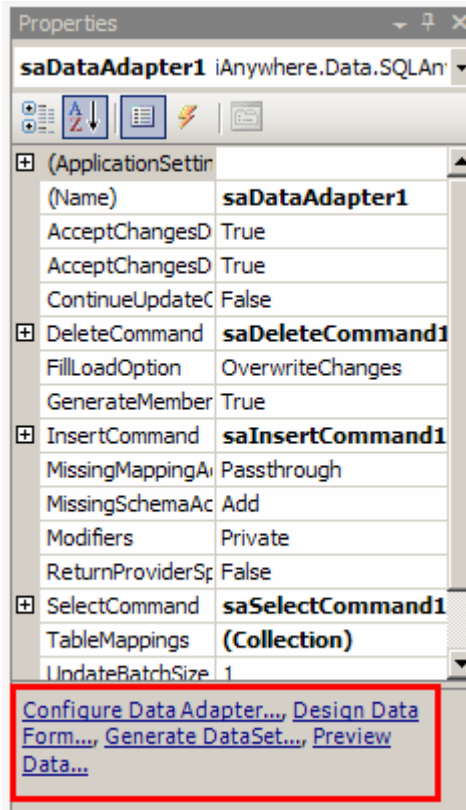 Properties
saDataAdapter1 iAnywhere.Data.SQLAn
(ApplicationSettin
(Name) saDataAdapter1
AcceptChangesD True
AcceptChangesD True
ContinueUpdateO False
DeleteCommand saDeleteCommand1
FillLoadOption OverwriteChanges
GenerateMember True
InsertCommand saInsertCommand1
MissingMappingA Passthrough
MissingSchemaAc Add
Modifiers Private
ReturnProviderSp False
SelectCommand saSelectCommand1
TableMappings (Collection)
UpdateBatchSize 1
Configure Data Adapter..., Design Data
Form..., Generate DataSet..., Preview
Data...